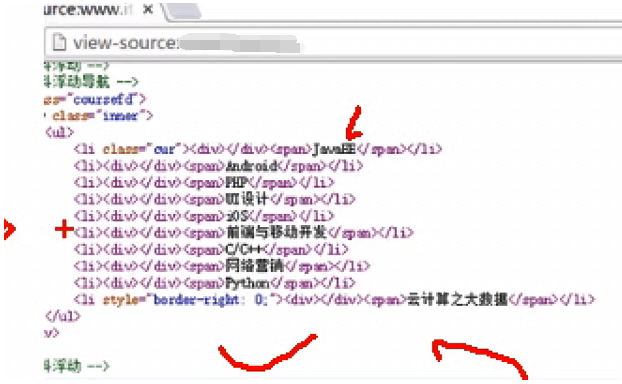 urce:www.it
view-source:
浮动 -->
浮动导航 -->
ss="coursefd">
class="inner">
<ul>
<li class="cur"><div></div><span>JavaEE</span></li>
<li><div></div><span>Android</span></li>
<li><div></div><span>PHP</span></li>
<li><div></div><span>UI设计</span></li>
<li><div></div><span>iOS</span></li>
<li><div></div><span>前端与移动开发</span></li>
<li><div></div><span>C/C++</span></li>
<li><div></div><span>网络营销</span></li>
<li><div></div><span>Python</span></li>
<li style="border-right: 0;"><div></div><span>云计算之大数据</span></li>
</ul>
v>
浮动 -->